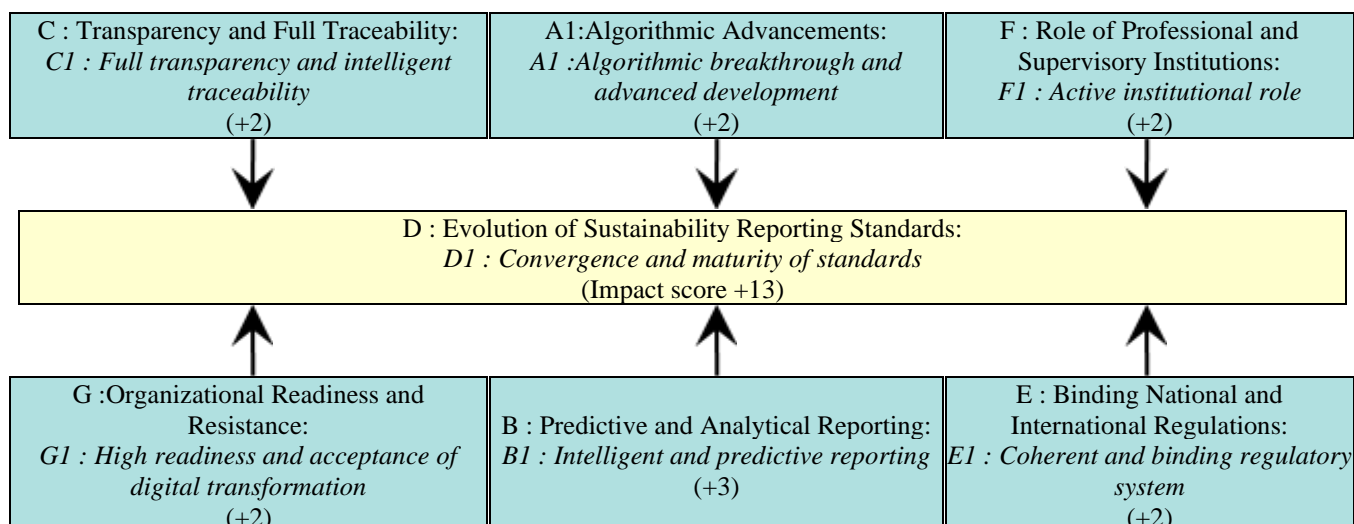 C : Transparency and Full Traceability:
C1 : Full transparency and intelligent
traceability
(+2)
A1:Algorithmic Advancements:
A1 :Algorithmic breakthrough and
advanced development
(+2)
F : Role of Professional and
Supervisory Institutions:
F1 : Active institutional role
(+2)
D : Evolution of Sustainability Reporting Standards:
D1 : Convergence and maturity of standards
(Impact score +13)
G :Organizational Readiness and
Resistance:
G1 : High readiness and acceptance of
digital transformation
(+2)
B : Predictive and Analytical Reporting:
B1 : Intelligent and predictive reporting
(+3)
E : Binding National and
International Regulations:
E1 : Coherent and binding regulatory
system
(+2)